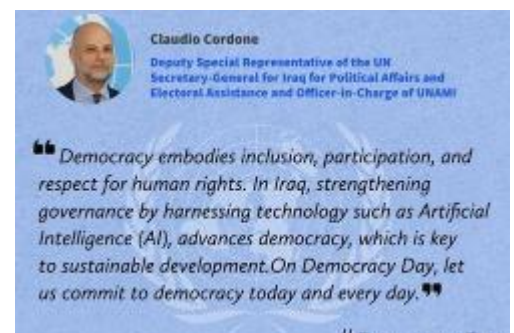 Claudio Cordone
Deputy Special Representative of the UN
Secretary-General for Iraq for Political Affairs and
Electoral Assistance and Officer-in-Charge of UNAMI
❝ Democracy embodies inclusion, participation, and
respect for human rights. In Iraq, strengthening
governance by harnessing technology such as Artificial
Intelligence (AI), advances democracy, which is key
to sustainable development.On Democracy Day, let
us commit to democracy today and every day.❞